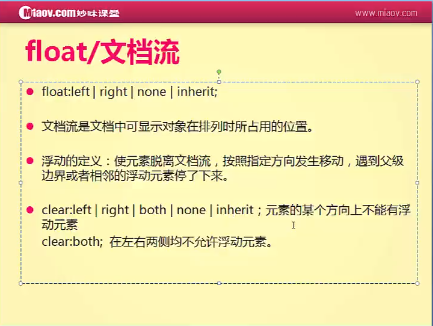 Miaov.com 妙味课堂
www.miaov.com
float/文档流
float:left | right | none | inherit;
文档流是文档中可显示对象在排列时所占用的位置。
浮动的定义：使元素脱离文档流，按照指定方向发生移动，遇到父级
边界或者相邻的浮动元素停了下来。
clear:left | right | both | none | inherit；元素的某个方向上不能有浮
动元素
clear:both; 在左右两侧均不允许浮动元素。